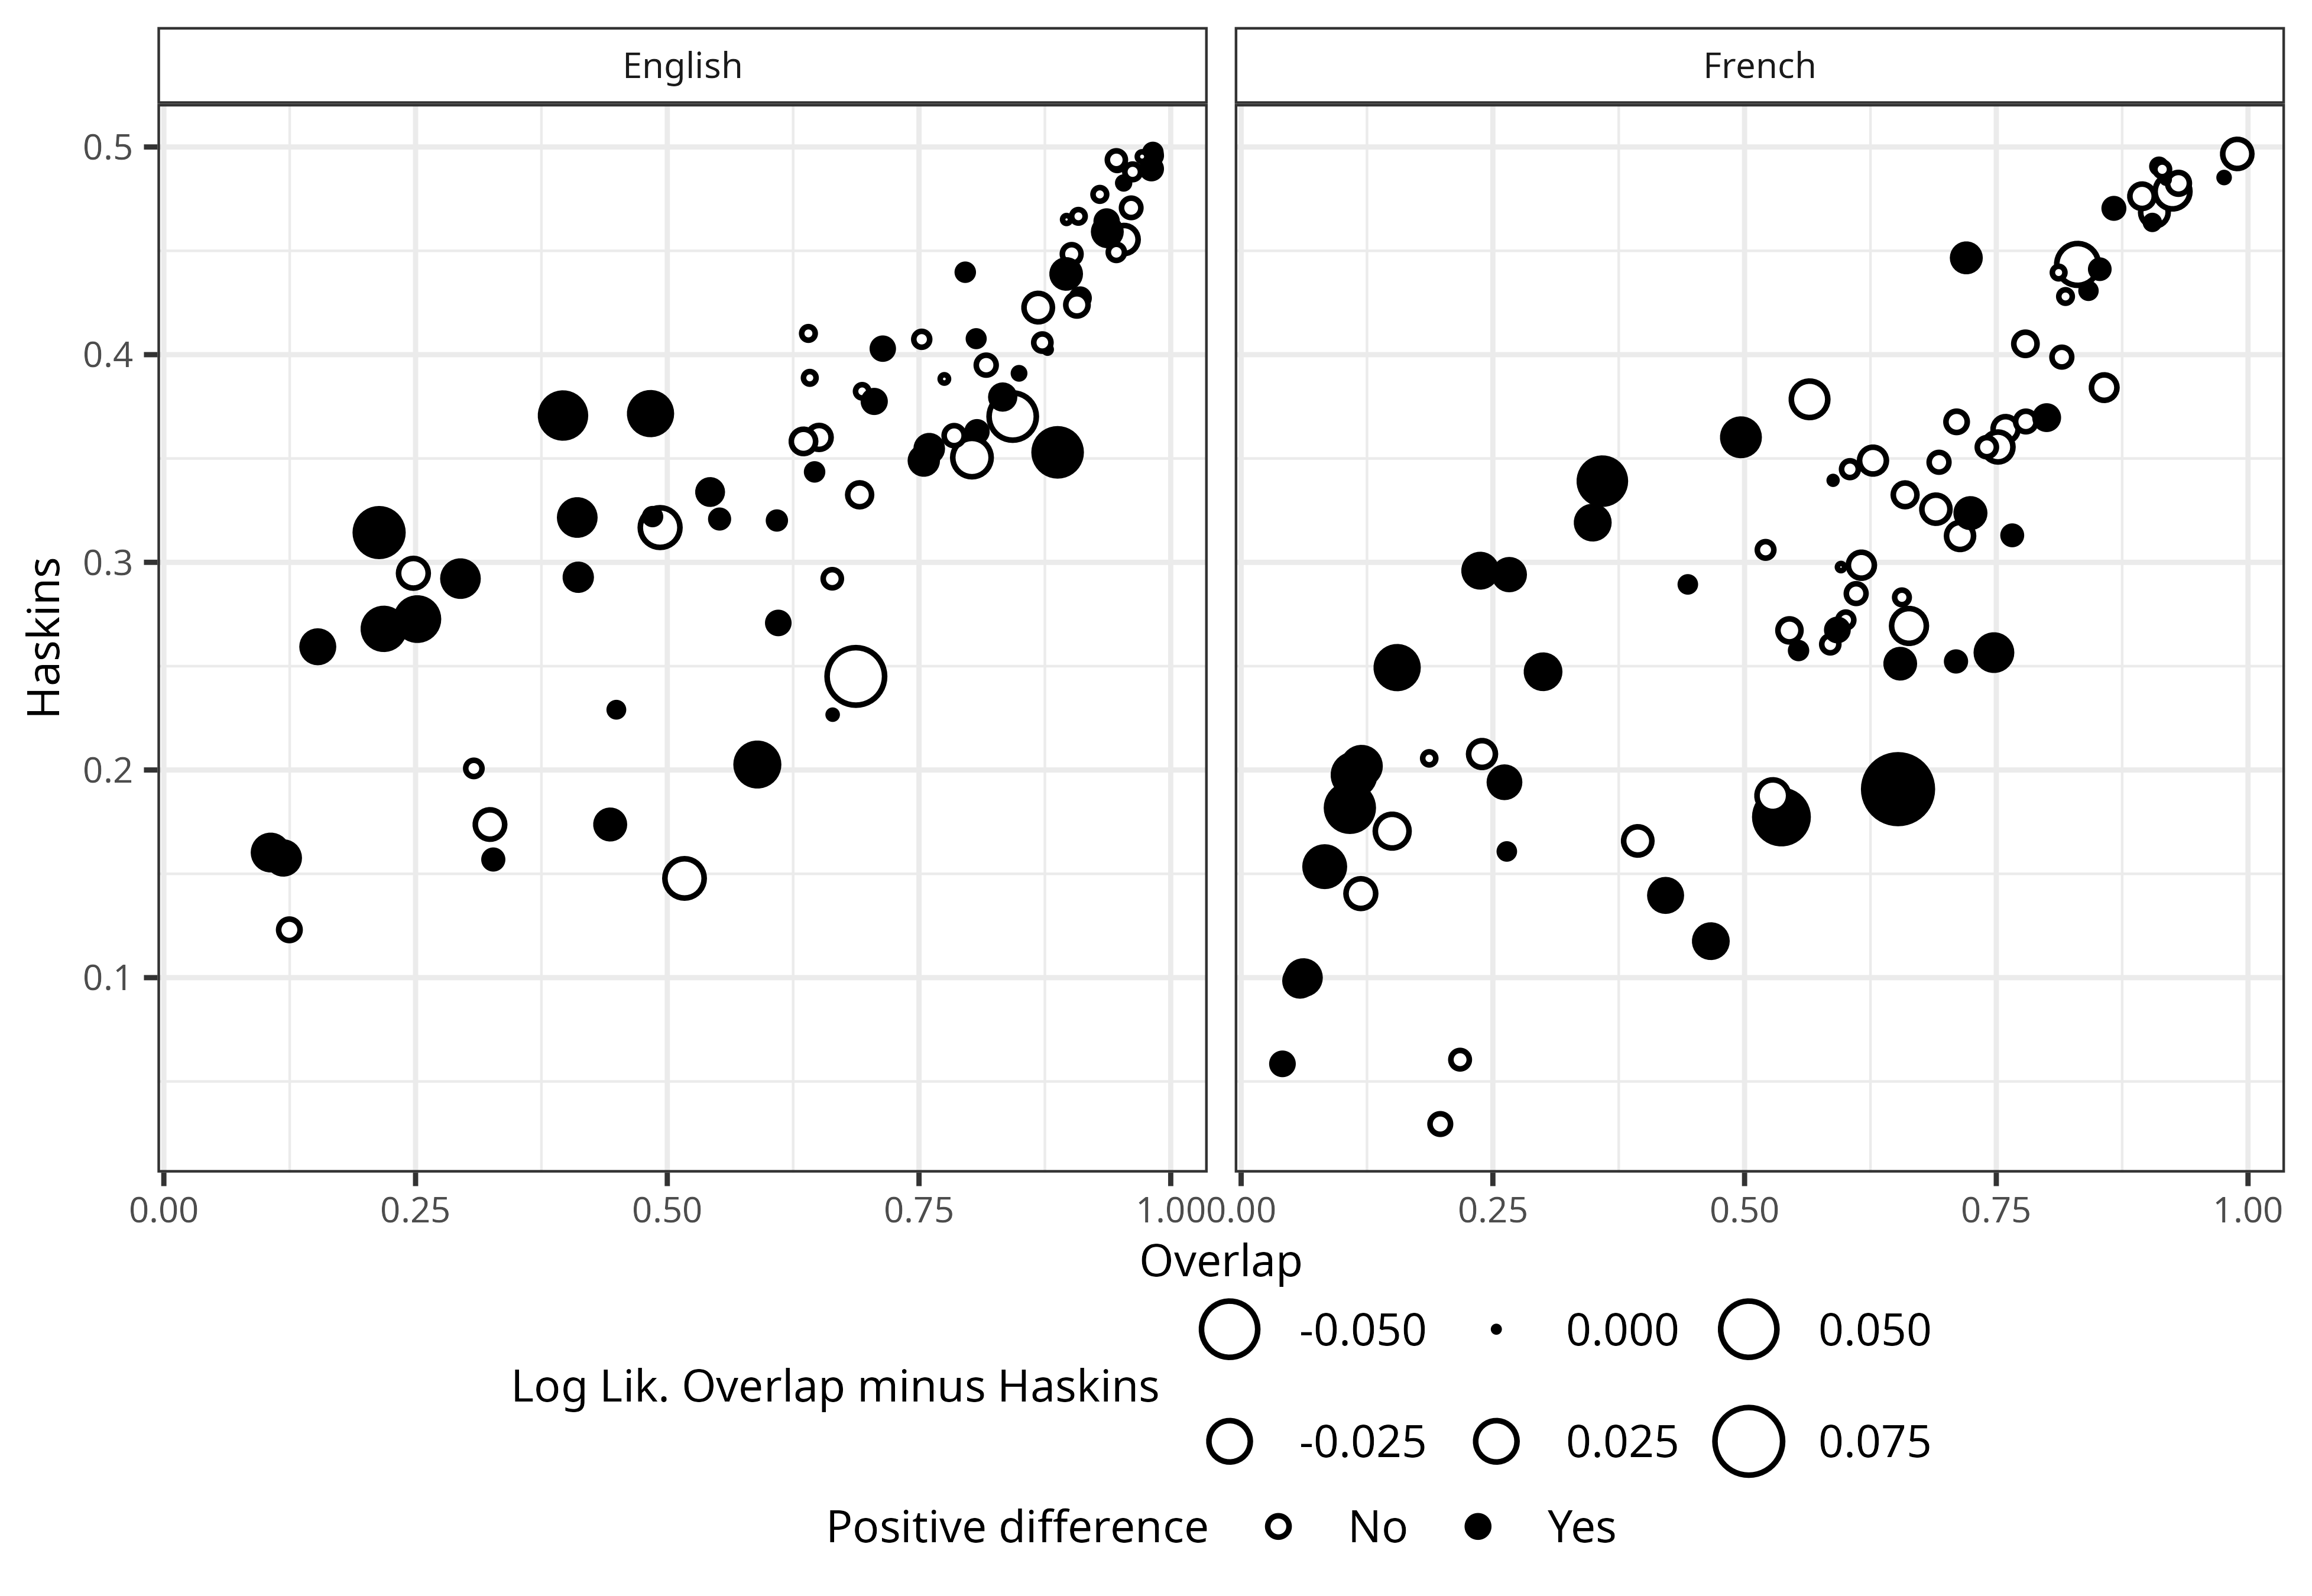 English French
0.5
0.4
0.3
0.2
0.1
Haskins
0.00 0.25 0.50 0.75 1.00 0.00 0.25 0.50 0.75 1.00
Overlap
-0.050 0.000 0.050
Log Lik. Overlap minus Haskins
-0.025 0.025 0.075
Positive difference No Yes